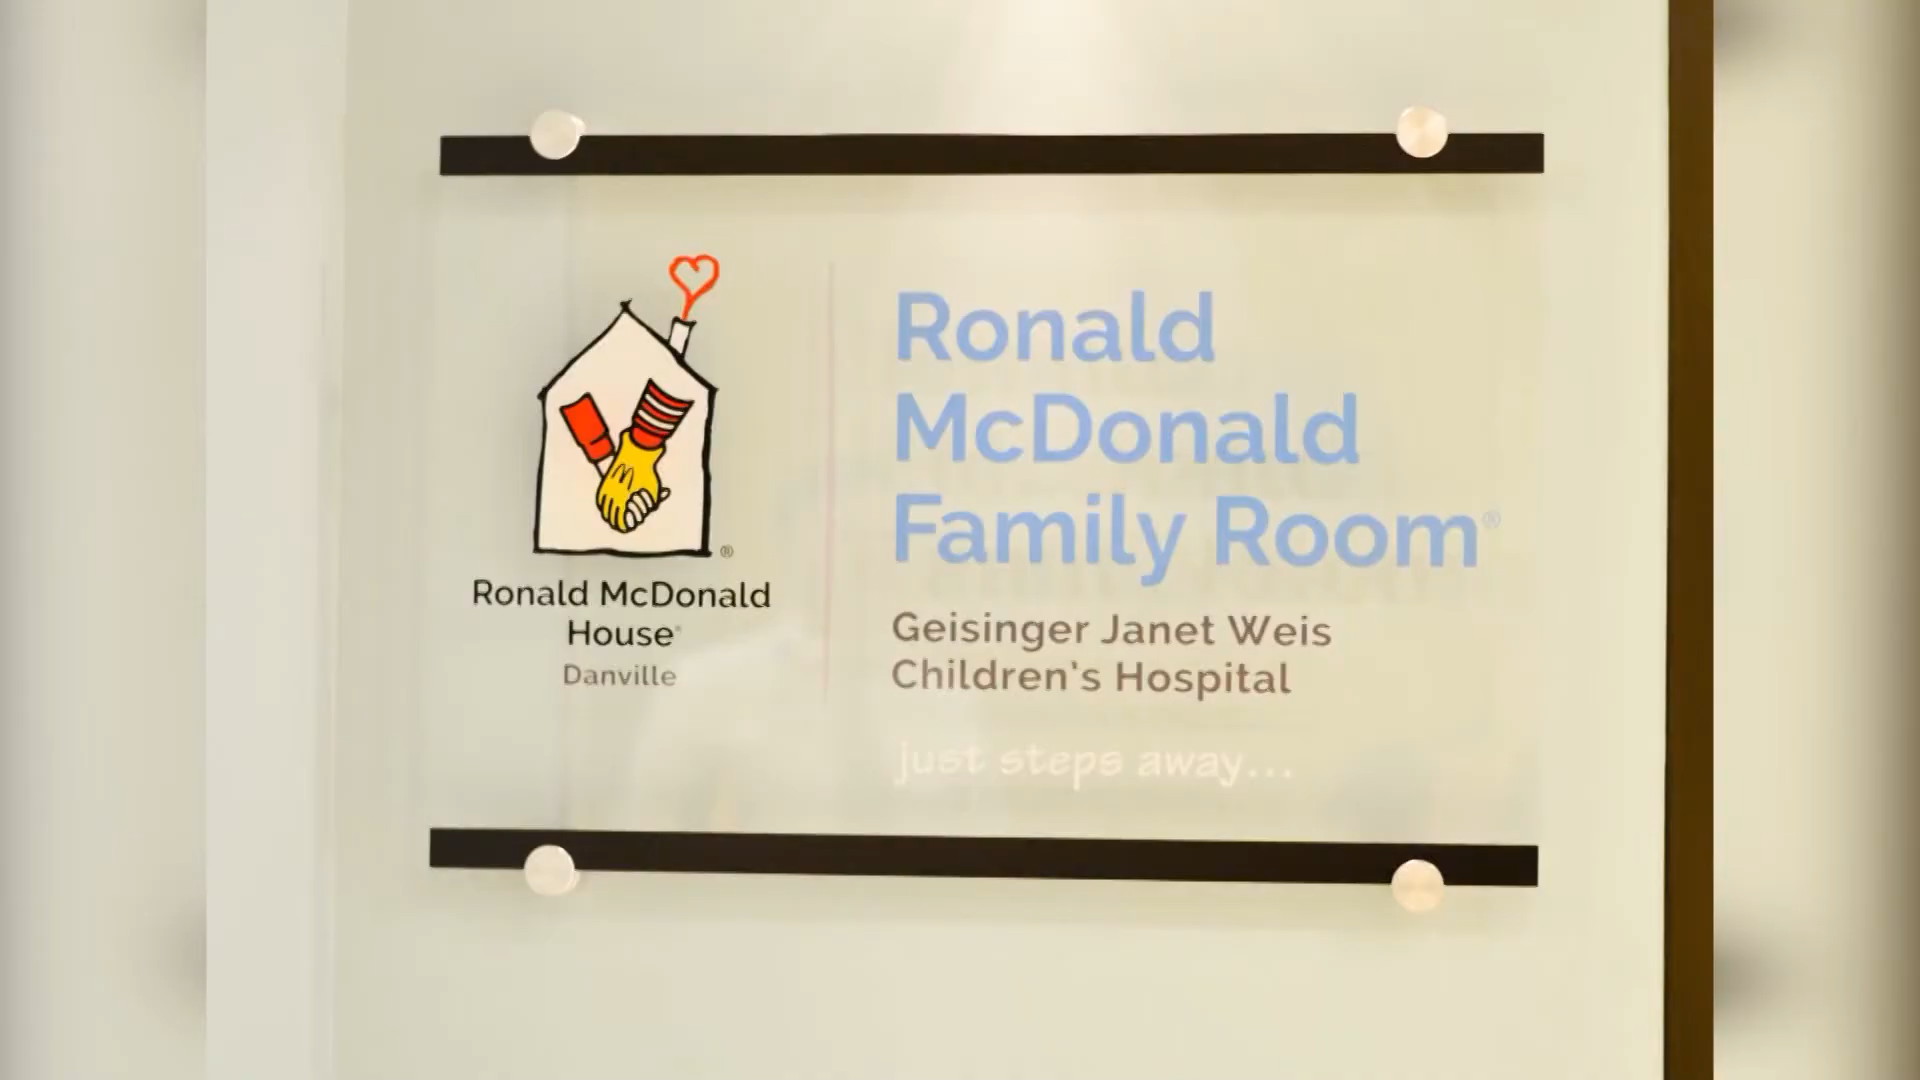 Ronald McDonald
House®
Danville
Ronald
McDonald
Family Room®
Geisinger Janet Weis
Children's Hospital
just steps away...